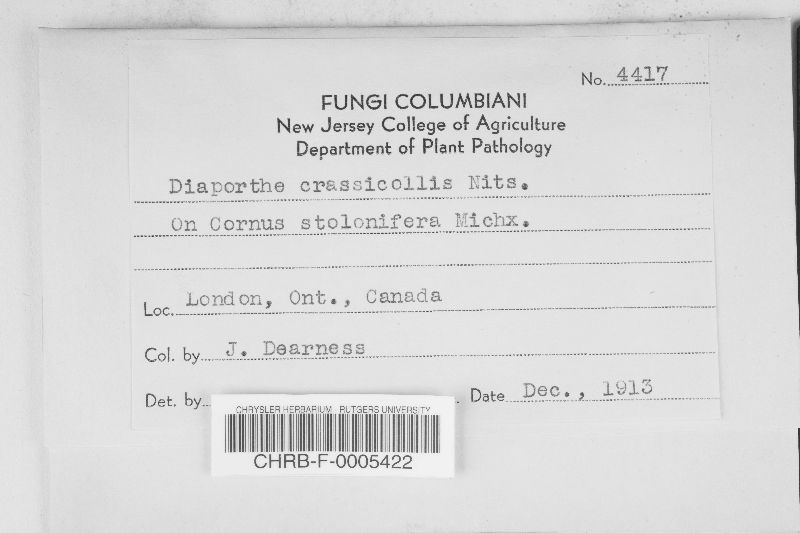 No. 4417
FUNGI COLUMBIANI
New Jersey College of Agriculture
Department of Plant Pathology
Diaporthe crassicollis Nits.
On Cornus stolonifera Michx.
Loc. London, Ont., Canada
Col. by J. Dearness
Det. by Date Dec., 1913
CHRYSLER HERBARIUM RUTGERS UNIVERSITY
CHRB-F-0005422